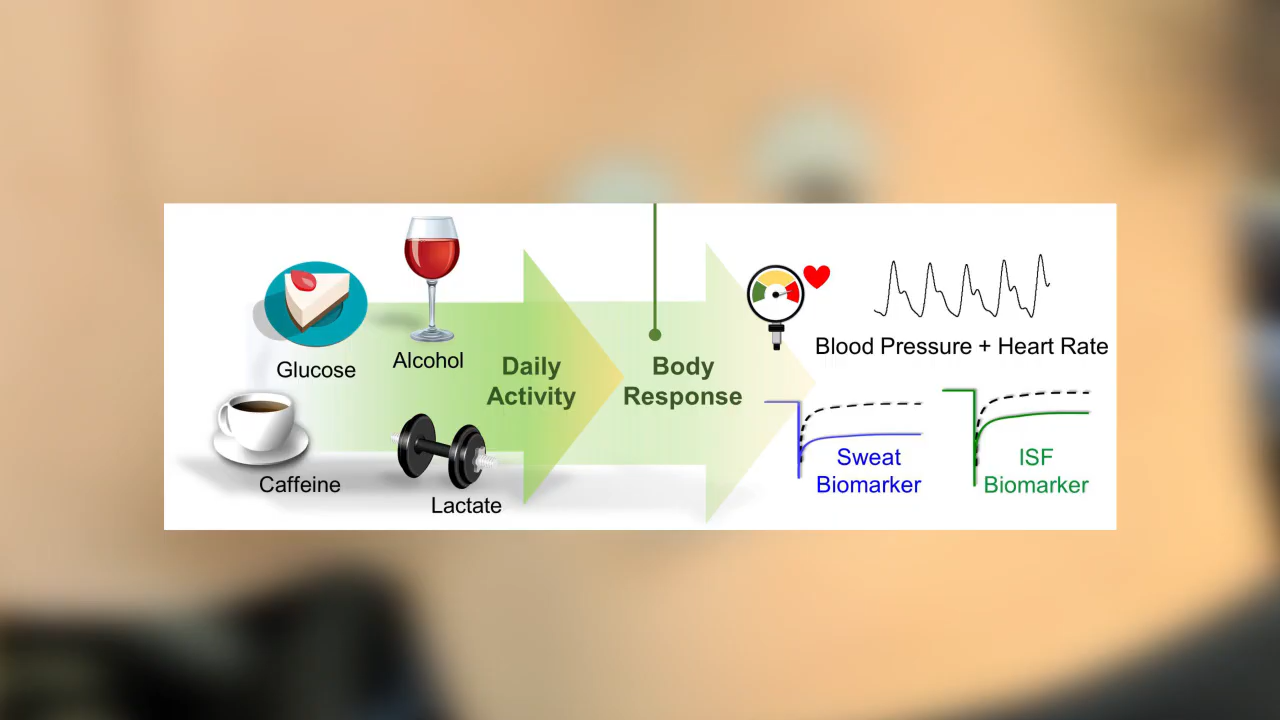 Glucose
Alcohol
Caffeine
Lactate
Daily
Activity
Body
Response
Blood Pressure + Heart Rate
Sweat
Biomarker
ISF
Biomarker